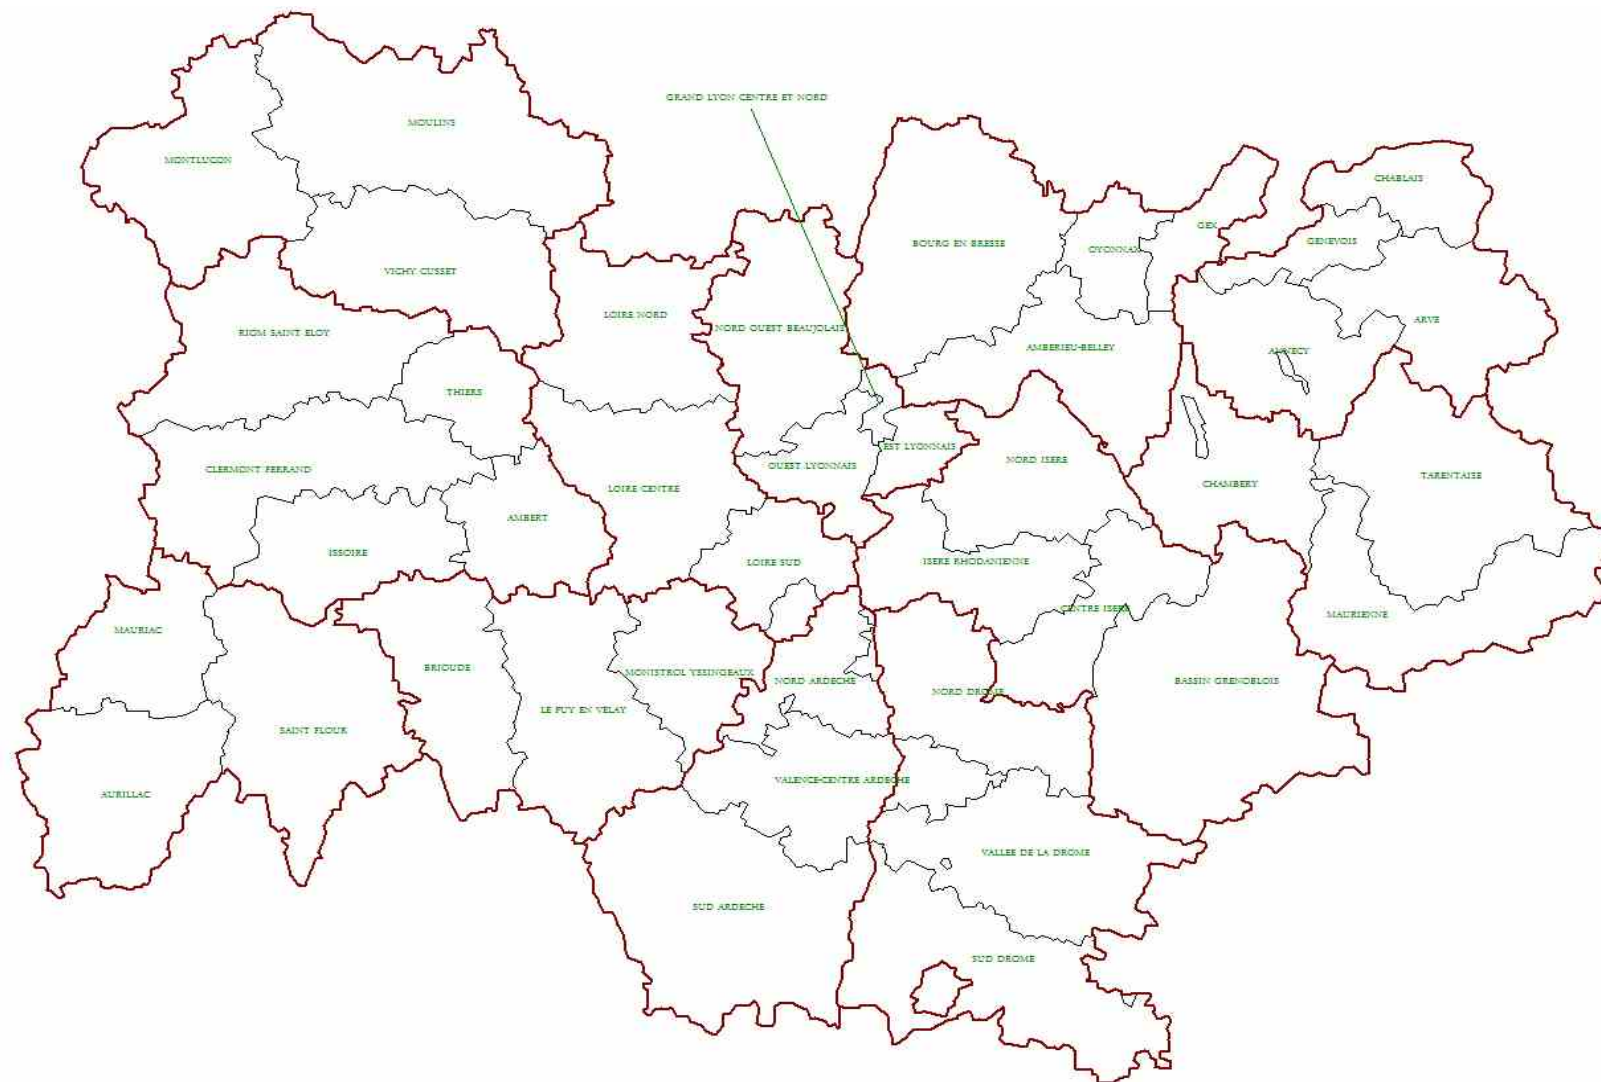 GRAND LYON CENTRE ET NORD
MOULINS
MONTLUCON
CHABLAIS
GEX
BOURG EN BRESSE
OYONNAX
GENEVOIS
VICHY CUSSET
LOIRE NORD
ARVE
NORD OUEST BEAUJOLAIS
RIOM SAINT ELOY
AMBERIEU-BELLEY
ANNECY
THIERS
EST LYONNAIS
NORD ISERE
OUEST LYONNAIS
CLERMONT FERRAND
TARENTAISE
CHAMBERY
LOIRE CENTRE
AMBERT
ISSOIRE
LOIRE SUD
ISERE RHODANIENNE
CENTRE ISERE
MAURIENNE
MAURIAC
BRIOUDE
MONISTROL YSSINGEAUX
NORD ARDECHE
BASSIN GRENOBLOIS
NORD DROME
LE PUY EN VELAY
SAINT FLOUR
VALENCE-CENTRE ARDECHE
AURILLAC
VALLEE DE LA DROME
SUD ARDECHE
SUD DROME